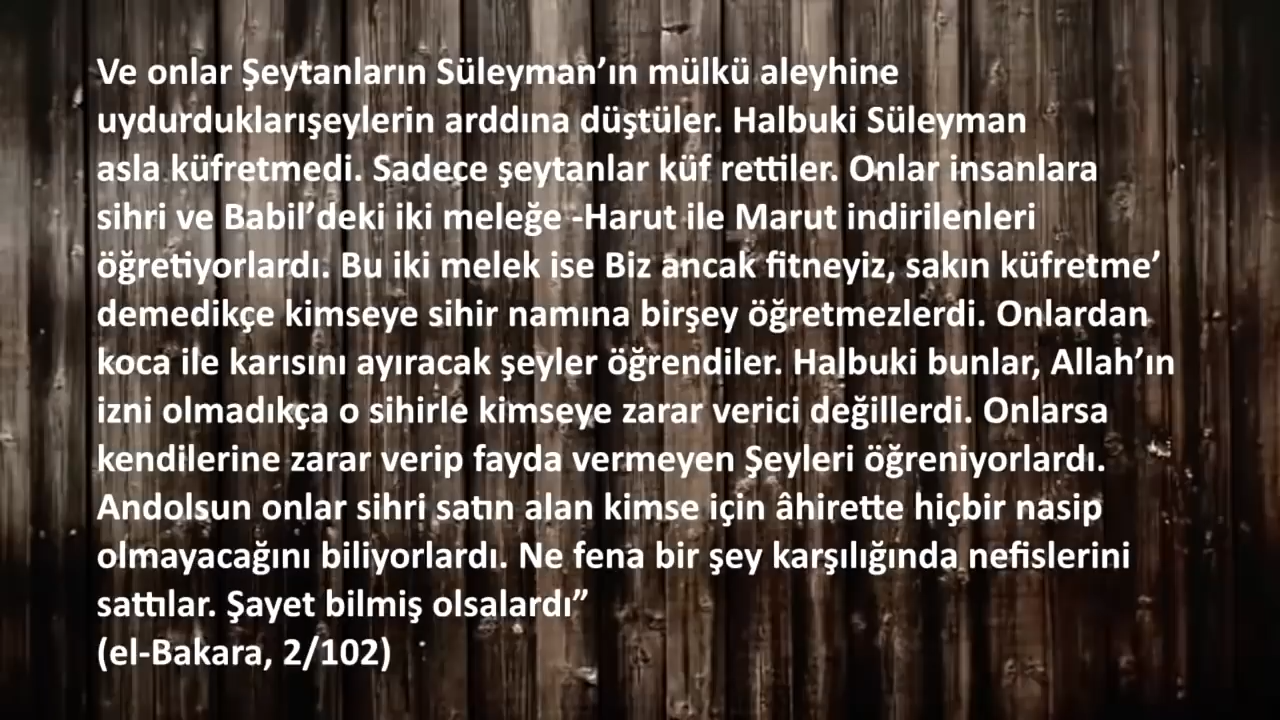 Ve onlar Şeytanların Süleyman’ın mülkü aleyhine
uydurduklarışeylerin arddına düştüler. Halbuki Süleyman
asla küfretmedi. Sadece şeytanlar küf rettiler. Onlar insanlara
sihri ve Babil’deki iki meleğe -Harut ile Marut indirilenleri
öğretiyorlardı. Bu iki melek ise Biz ancak fitneyiz, sakın küfretme’
demedikçe kimseye sihir namına birşey öğretmezlerdi. Onlardan
koca ile karısını ayıracak şeyler öğrendiler. Halbuki bunlar, Allah’ın
izni olmadıkça o sihirle kimseye zarar verici değillerdi. Onlarsa
kendilerine zarar verip fayda vermeyen Şeyleri öğreniyorlardı.
Andolsun onlar sihri satın alan kimse için âhirette hiçbir nasip
olmayacağını biliyorlardı. Ne fena bir şey karşılığında nefislerini
sattılar. Şayet bilmiş olsalardı”
(el-Bakara, 2/102)